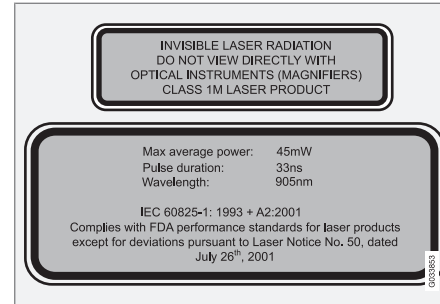 INVISIBLE LASER RADIATION
DO NOT VIEW DIRECTLY WITH
OPTICAL INSTRUMENTS (MAGNIFIERS)
CLASS 1M LASER PRODUCT
Max average power: 45mW
Pulse duration: 33ns
Wavelength: 905nm
IEC 60825-1: 1993 + A2:2001
Complies with FDA performance standards for laser products
except for deviations pursuant to Laser Notice No. 50, dated
July 26th, 2001
G033853